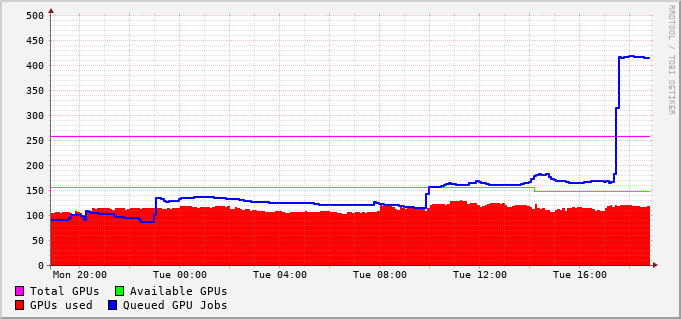 500
450
400
350
300
250
200
150
100
50
0
Mon 20:00 Tue 00:00 Tue 04:00 Tue 08:00 Tue 12:00 Tue 16:00
Total GPUs Available GPUs
GPUs used Queued GPU Jobs
RRDTOOL / TOBI OETIKER